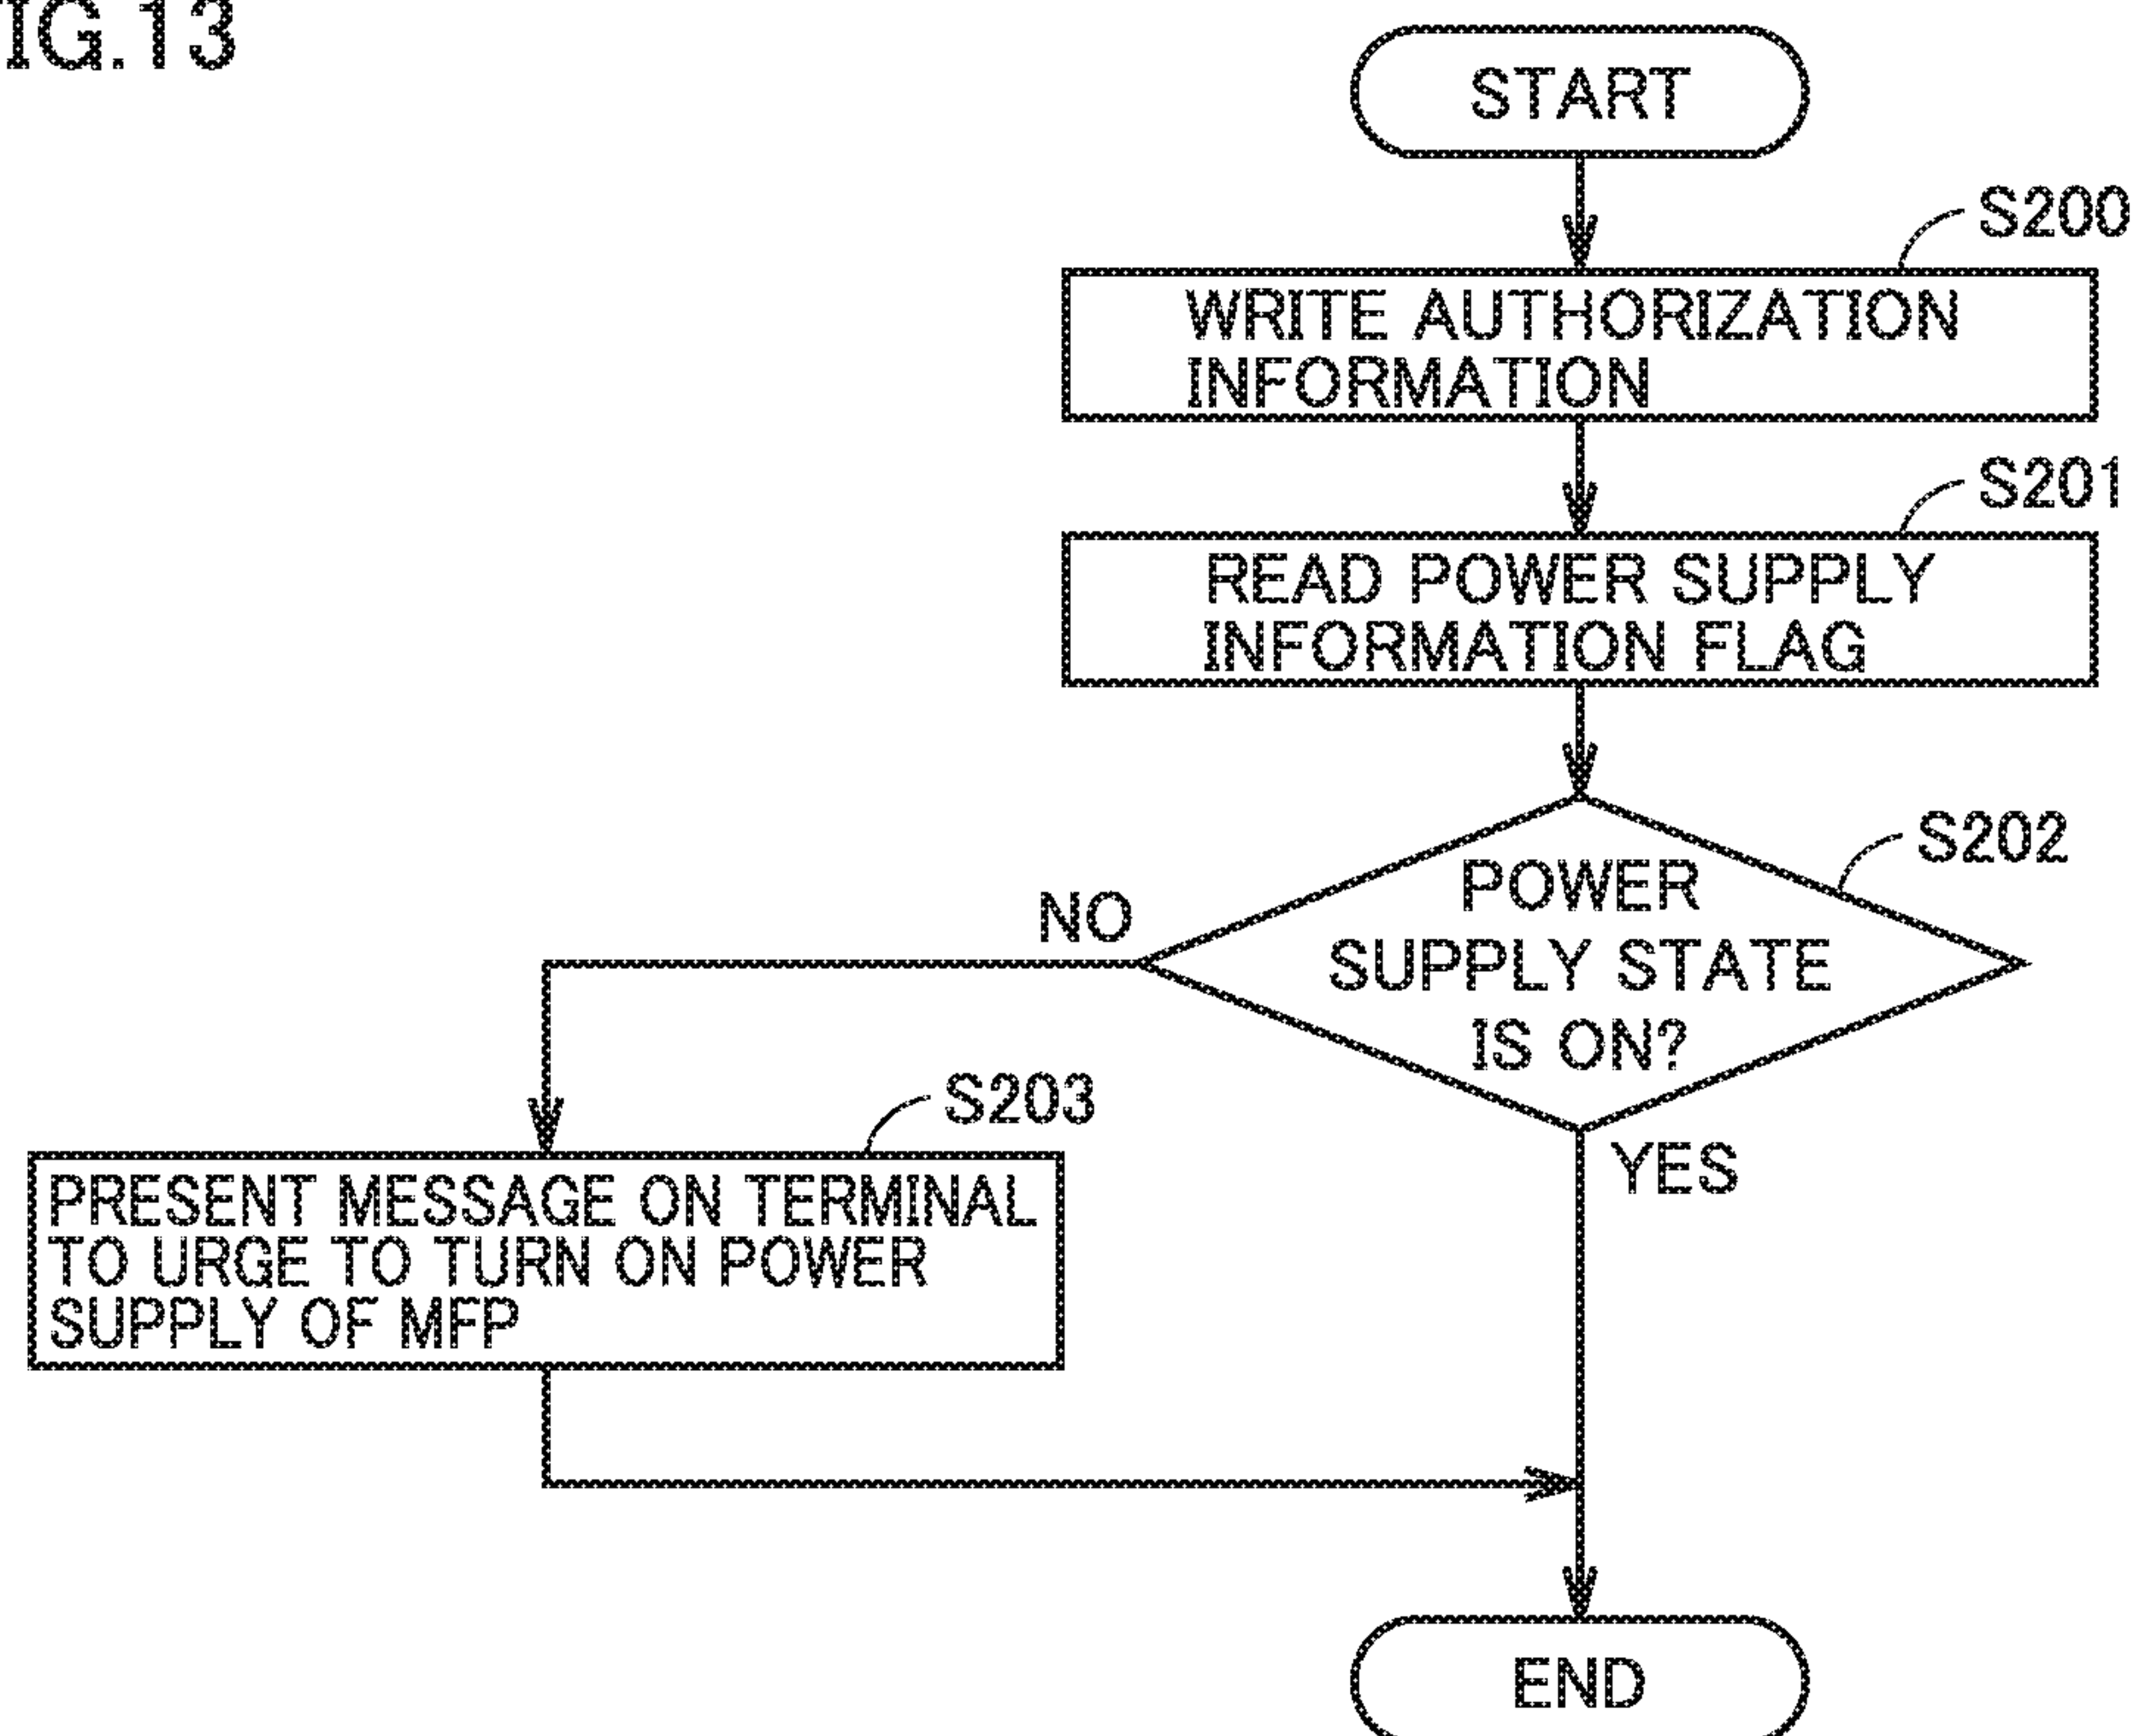 IG.13
START
S200
WRITE AUTHORIZATION
INFORMATION
S201
READ POWER SUPPLY
INFORMATION FLAG
S202
POWER
SUPPLY STATE
IS ON?
NO
YES
S203
PRESENT MESSAGE ON TERMINAL
TO URGE TO TURN ON POWER
SUPPLY OF MFP
END